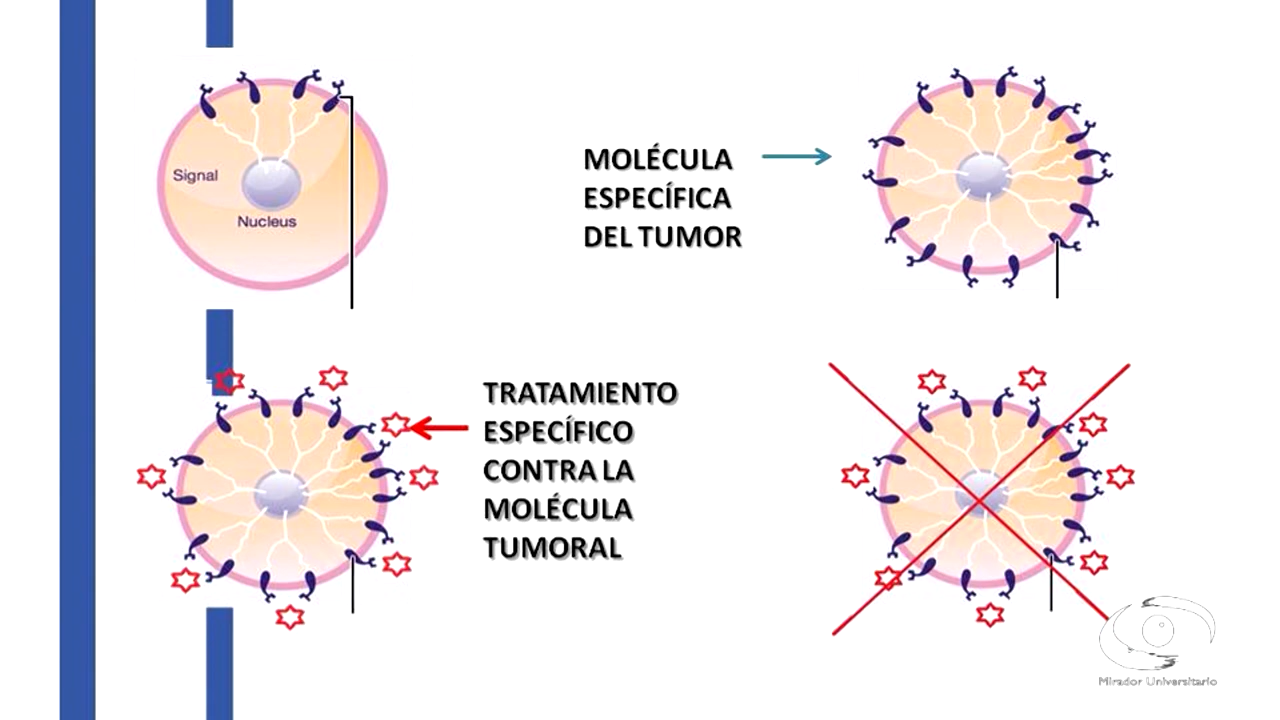 Signal
Nucleus
MOLÉCULA
ESPECÍFICA
DEL TUMOR
TRATAMIENTO
ESPECÍFICO
CONTRA LA
MOLÉCULA
TUMORAL
Mirador Universitario